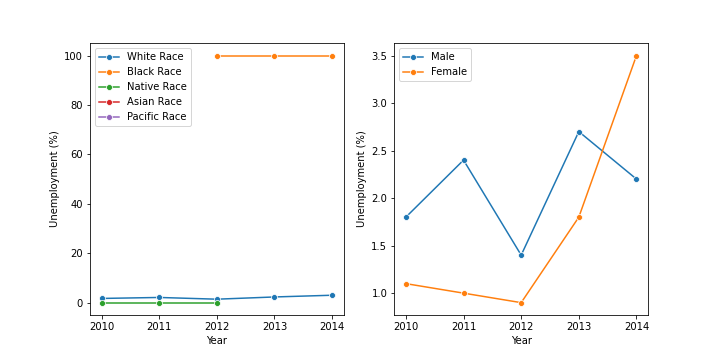 White Race
Black Race
Native Race
Asian Race
Pacific Race
100
80
60
40
20
0
Unemployment (%)
2010 2011 2012 2013 2014
Year
Male
Female
3.5
3.0
2.5
2.0
1.5
1.0
Unemployment (%)
2010 2011 2012 2013 2014
Year